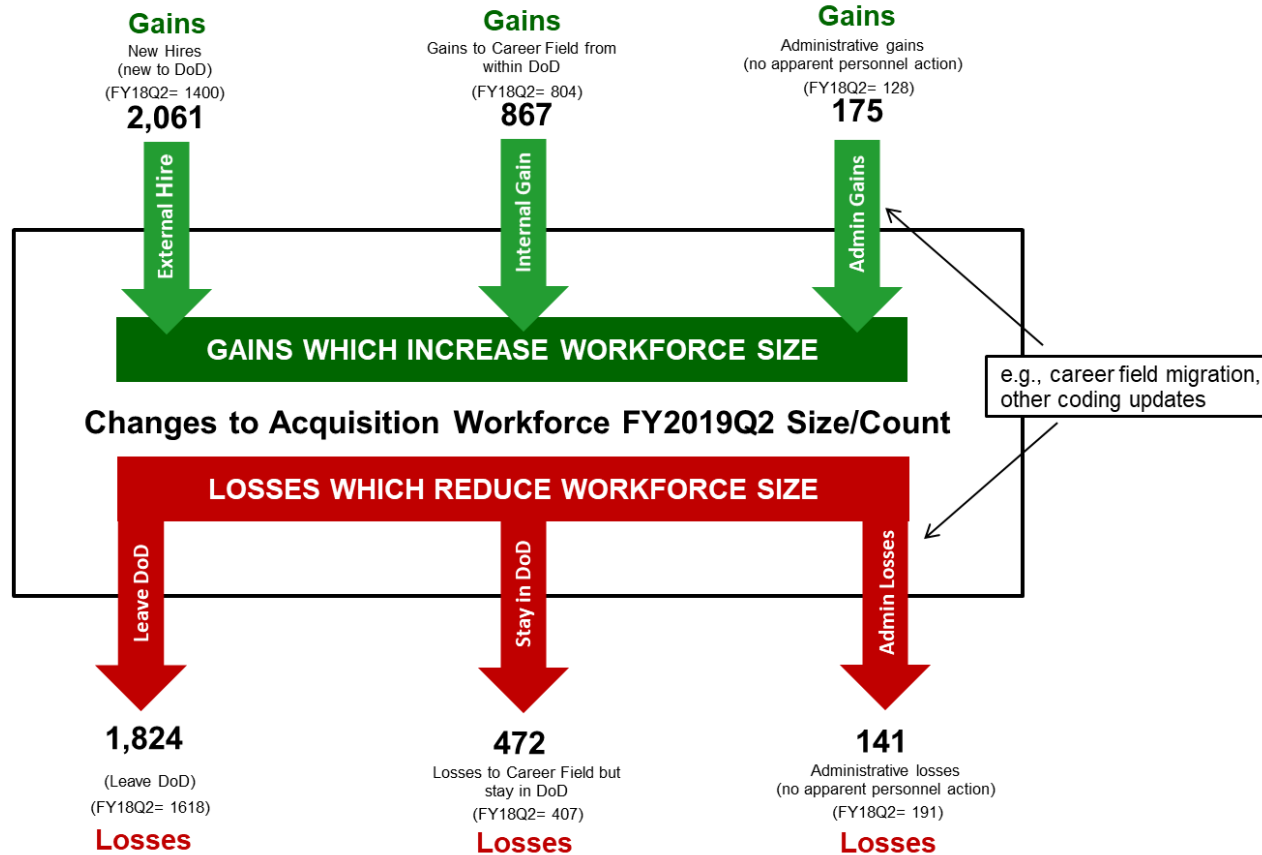 Gains
New Hires
(new to DoD)
(FY18Q2= 1400)
2,061
Gains
Gains to Career Field from
within DoD
(FY18Q2= 804)
867
Gains
Administrative gains
(no apparent personnel action)
(FY18Q2= 128)
175
External Hire
Internal Gain
Admin Gains
GAINS WHICH INCREASE WORKFORCE SIZE
e.g., career field migration,
other coding updates
Changes to Acquisition Workforce FY2019Q2 Size/Count
LOSSES WHICH REDUCE WORKFORCE SIZE
Leave DoD
Stay in DoD
Admin Losses
1,824
(Leave DoD)
(FY18Q2= 1618)
Losses
472
Losses to Career Field but
stay in DoD
(FY18Q2= 407)
Losses
141
Administrative losses
(no apparent personnel action)
(FY18Q2= 191)
Losses